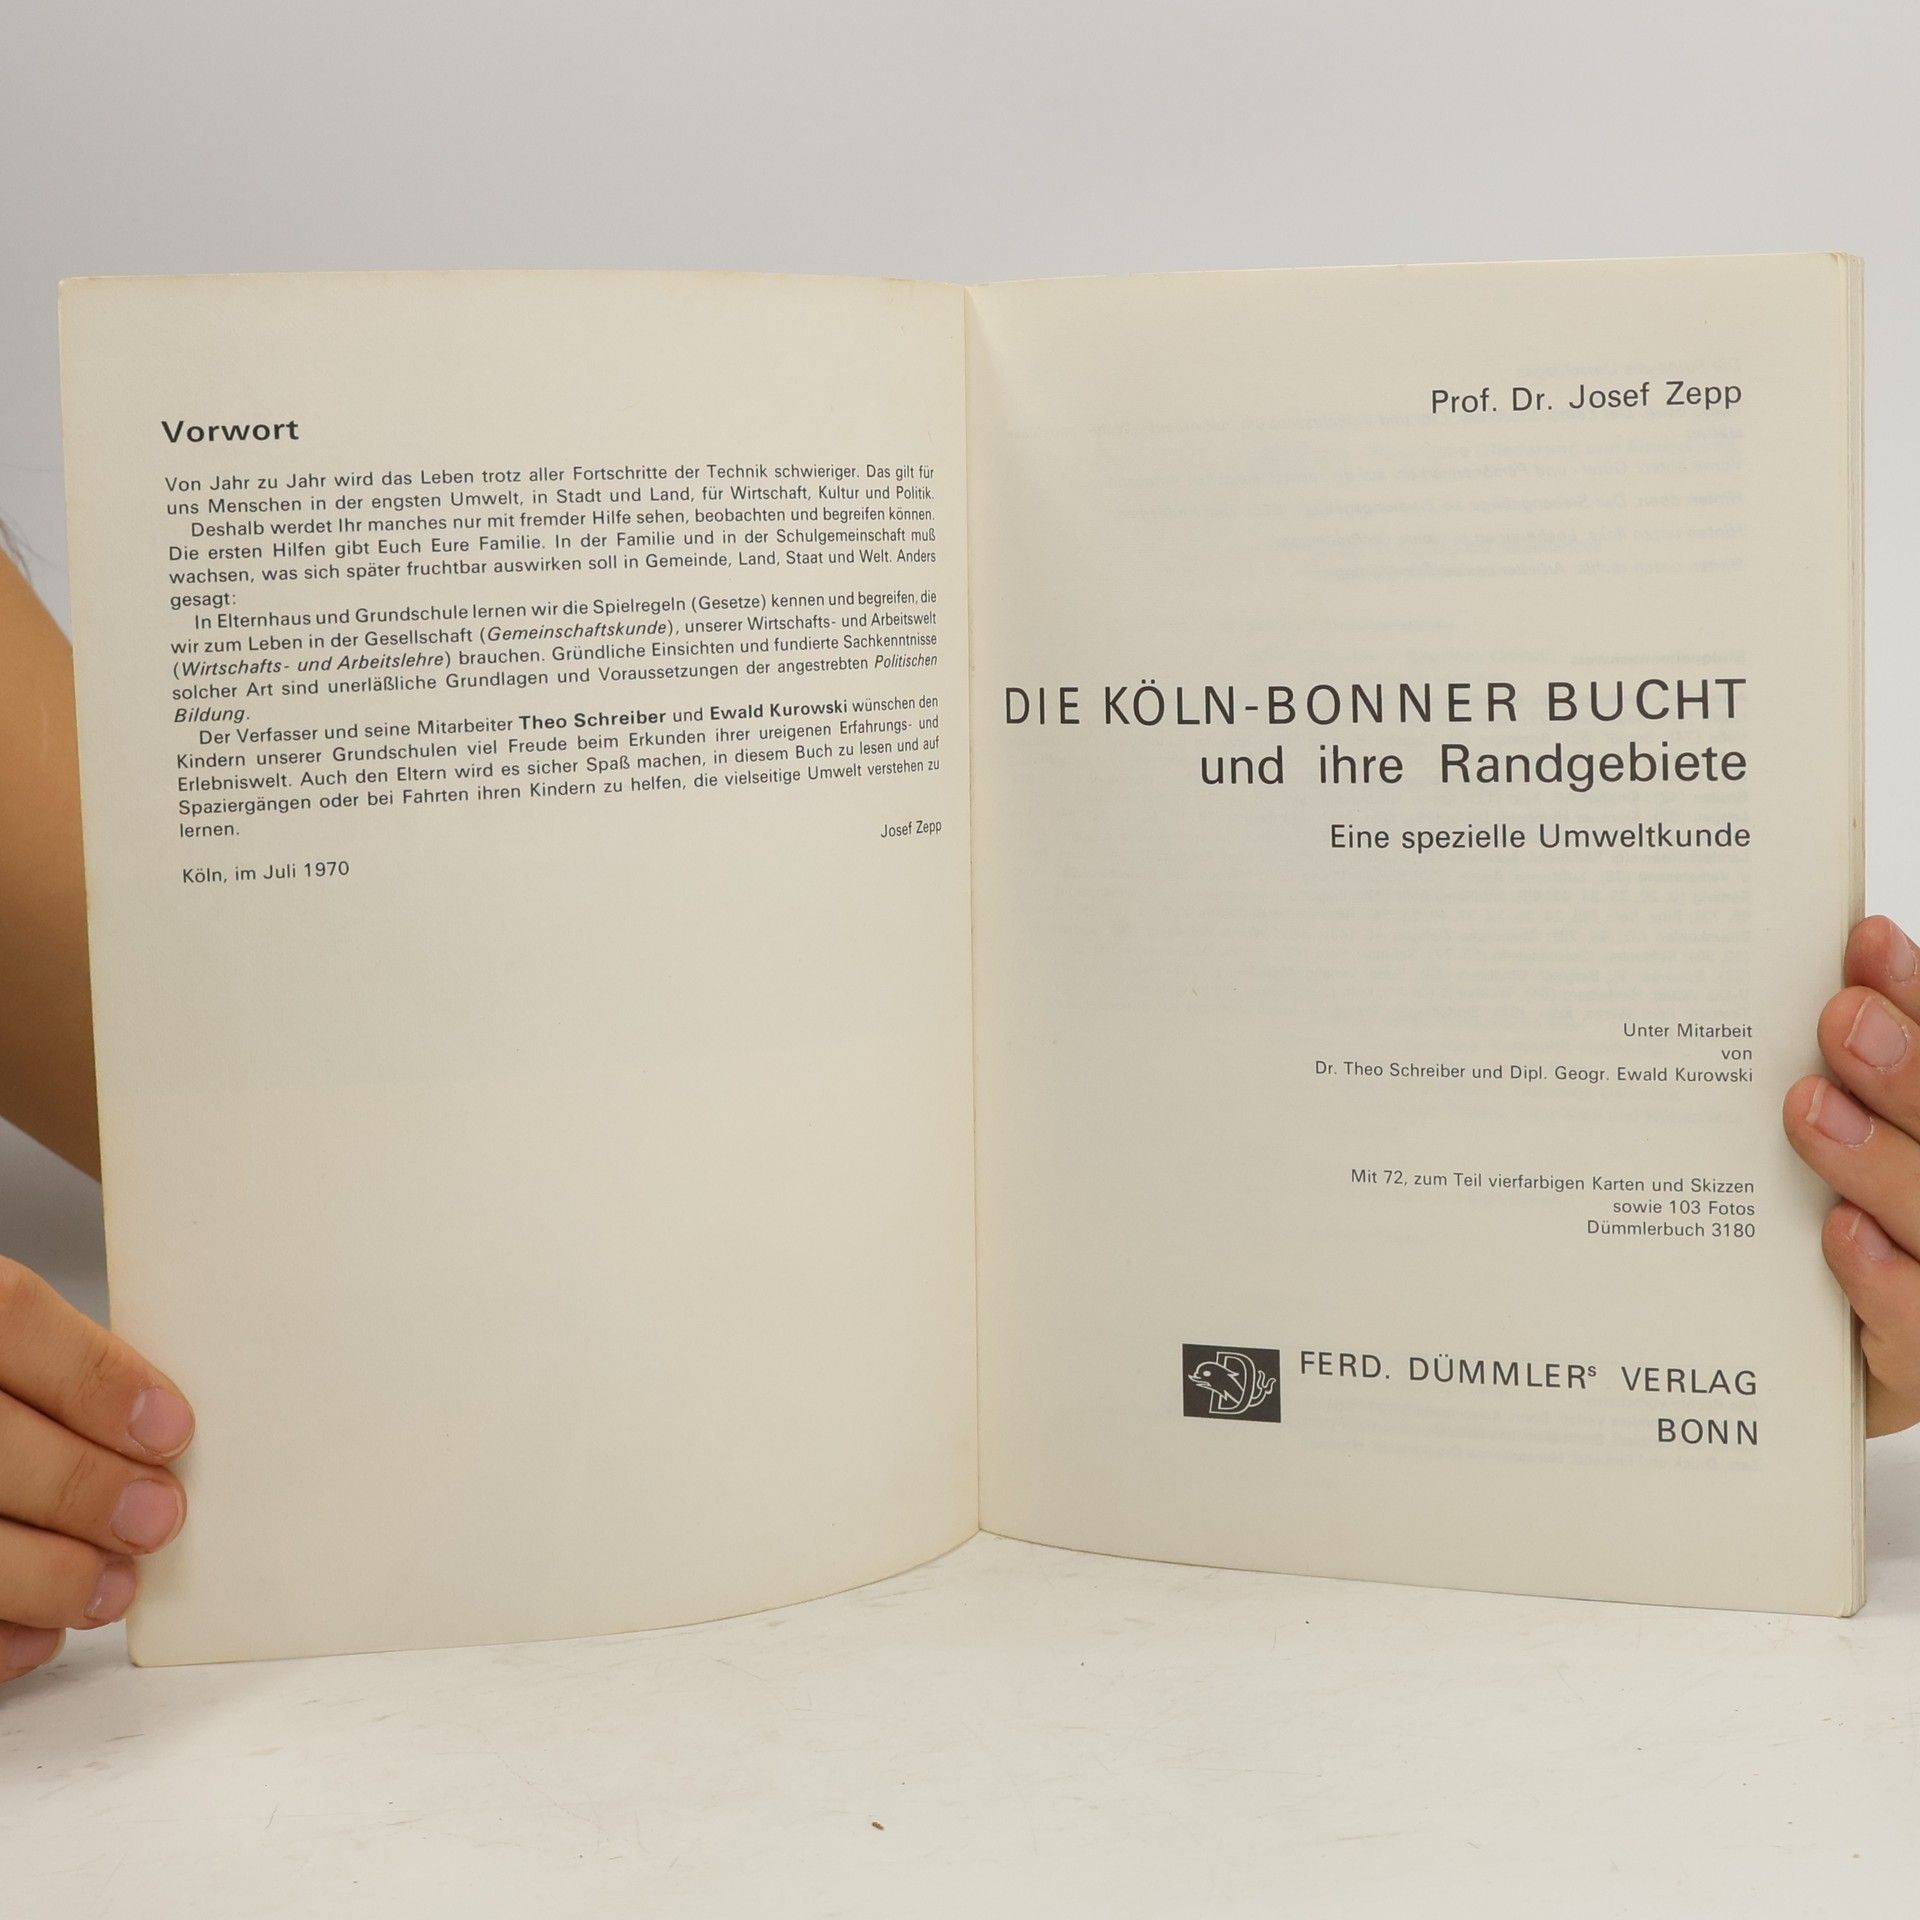 Vorwort
Von Jahr zu Jahr wird das Leben trotz aller Fortschritte der Technik schwieriger. Das gilt für
uns Menschen in der engsten Umwelt, in Stadt und Land, für Wirtschaft, Kultur und Politik.
Deshalb werdet Ihr manches nur mit fremder Hilfe sehen, beobachten und begreifen können.
Die ersten Hilfen gibt Euch Eure Familie. In der Familie und in der Schulgemeinschaft muß
wachsen, was sich später fruchtbar auswirken soll in Gemeinde, Land, Staat und Welt. Anders
gesagt:
In Elternhaus und Grundschule lernen wir die Spielregeln (Gesetze) kennen und begreifen, die
wir zum Leben in der Gesellschaft (Gemeinschaftskunde), unserer Wirtschafts- und Arbeitswelt
(Wirtschafts- und Arbeitslehre) brauchen. Gründliche Einsichten und fundierte Sachkenntnisse
solcher Art sind unerläßliche Grundlagen und Voraussetzungen der angestrebten Politischen
Bildung.
Der Verfasser und seine Mitarbeiter Theo Schreiber und Ewald Kurowski wünschen den
Kindern unserer Grundschulen viel Freude beim Erkunden ihrer ureigenen Erfahrungs- und
Erlebniswelt. Auch den Eltern wird es sicher Spaß machen, in diesem Buch zu lesen und auf
Spaziergängen oder bei Fahrten ihren Kindern zu helfen, die vielseitige Umwelt verstehen zu
lernen.
Josef Zepp
Köln, im Juli 1970
Prof. Dr. Josef Zepp
DIE KÖLN-BONNER BUCHT
und ihre Randgebiete
Eine spezielle Umweltkunde
Unter Mitarbeit
von
Dr. Theo Schreiber und Dipl. Geogr. Ewald Kurowski
Mit 72, zum Teil vierfarbigen Karten und Skizzen
sowie 103 Fotos
Dümmlerbuch 3180
FERD. DÜMMLERs VERLAG
BONN